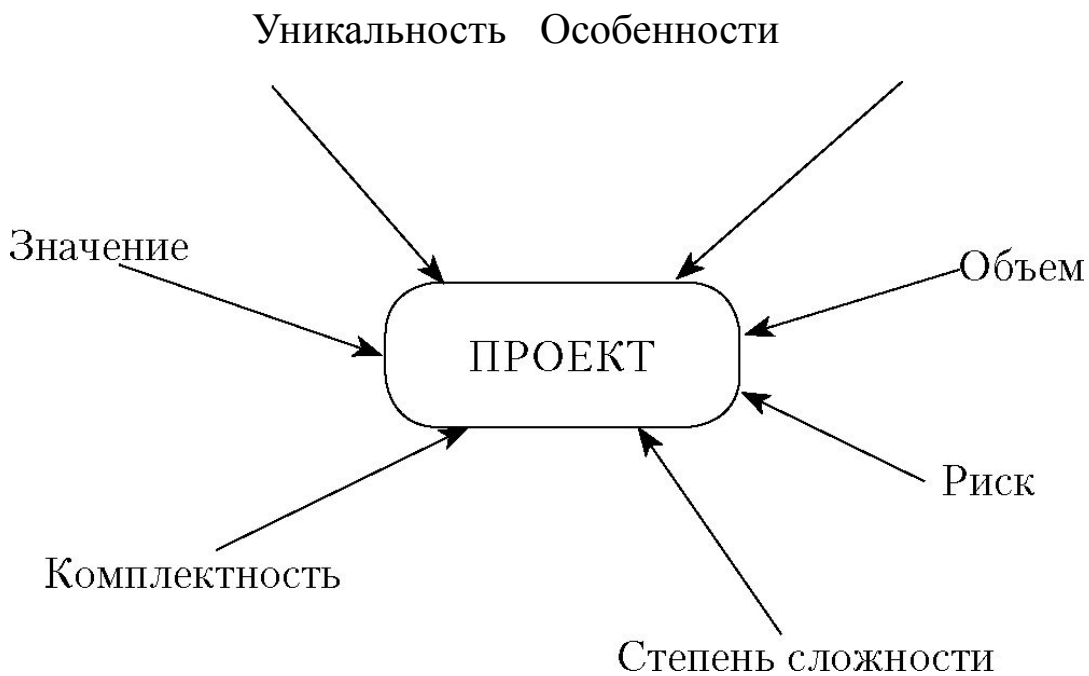 Уникальность Особенности
Значение
Объем
ПРОЕКТ
Риск
Комплектность
Степень сложности